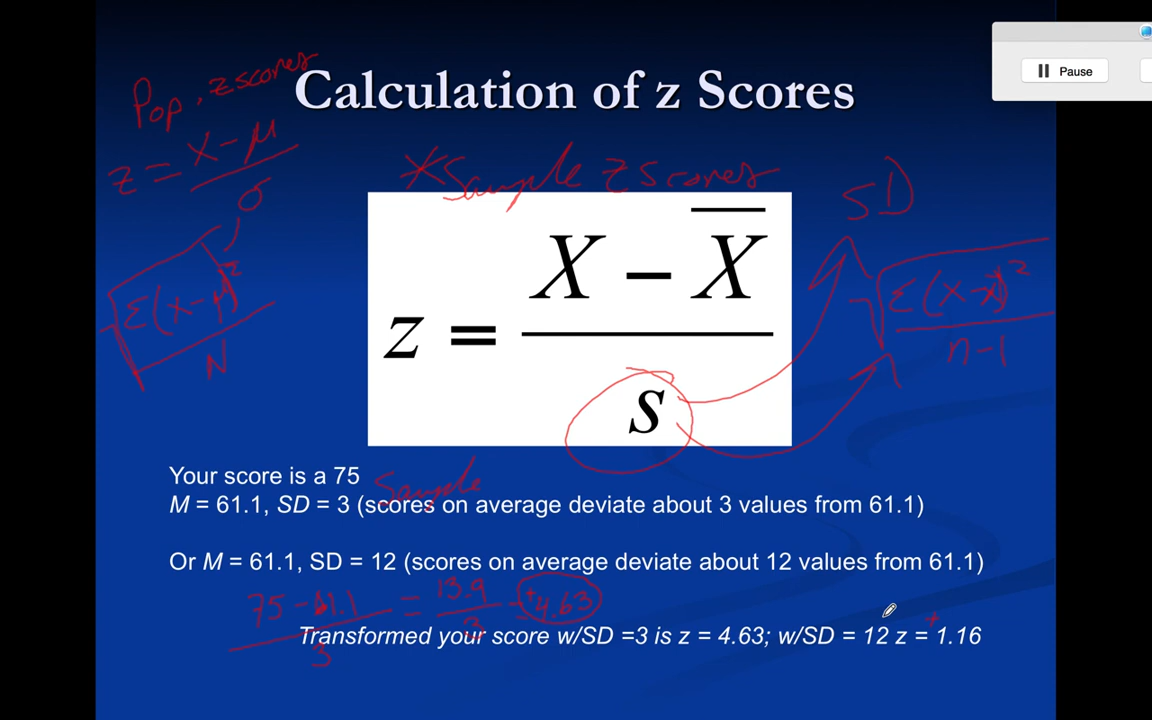 Pause
Calculation of z Scores
Pop. z scores
z = X - μ / σ
√Σ(X-μ)² / N
*Sample z scores
SD
√Σ(X-x̄)² / n-1
z = X - X̅ / s
Your score is a 75
Sample
M = 61.1, SD = 3 (scores on average deviate about 3 values from 61.1)
Or M = 61.1, SD = 12 (scores on average deviate about 12 values from 61.1)
75 - 61.1 / 3 = 13.9 / 3 = +4.63
Transformed your score w/SD =3 is z = 4.63; w/SD = 12 z = 1.16
+